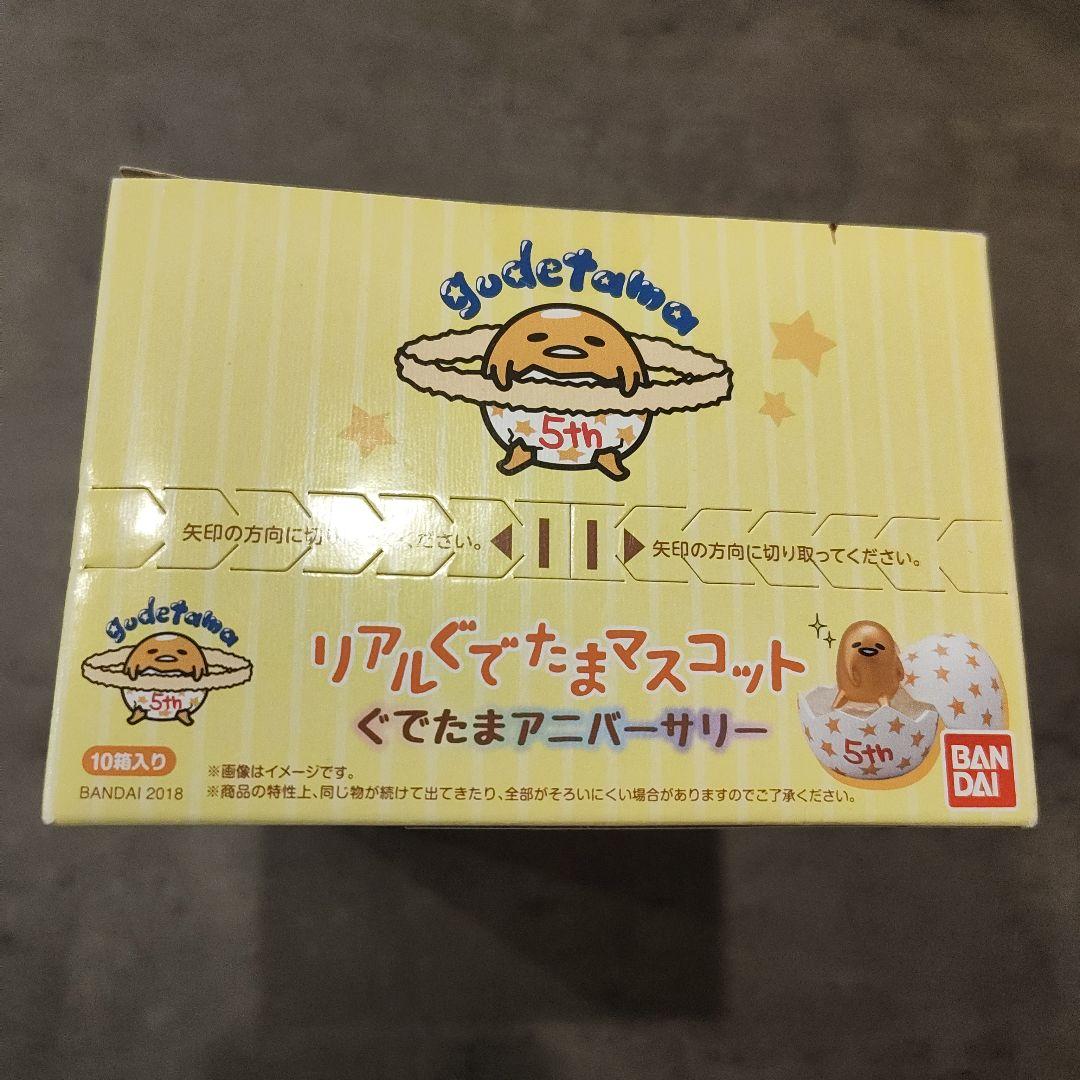 gudetama
5th
矢印の方向に切り
ください。
矢印の方向に切り取ってください。
gudetama
5th
リアルぐでたまマスコット
ぐでたまアニバーサリー
5th
10箱入り
BANDAI 2018
※画像はイメージです。
※商品の特性上、同じ物が続けて出てきたり、全部がそろいにくい場合がありますのでご了承ください。
BAN
DAI